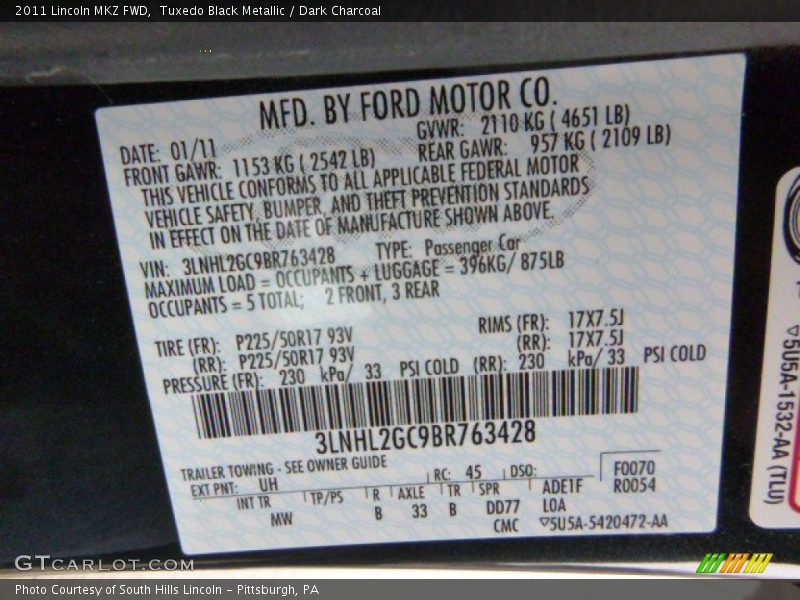 2011 Lincoln MKZ FWD,  Tuxedo Black Metallic / Dark Charcoal
MFD. BY FORD MOTOR CO.
DATE: 01/11 GVWR: 2110 KG ( 4651 LB)
FRONT GAWR: 1153 KG ( 2542 LB) REAR GAWR: 957 KG ( 2109 LB)
THIS VEHICLE CONFORMS TO ALL APPLICABLE FEDERAL MOTOR
VEHICLE SAFETY, BUMPER, AND THEFT PREVENTION STANDARDS
IN EFFECT ON THE DATE OF MANUFACTURE SHOWN ABOVE.
VIN: 3LNHL2GC9BR763428 TYPE: Passenger Car
MAXIMUM LOAD = OCCUPANTS + LUGGAGE = 396KG/ 875LB
OCCUPANTS = 5 TOTAL; 2 FRONT, 3 REAR
TIRE (FR): P225/50R17 93V RIMS (FR): 17X7.5J
(RR): P225/50R17 93V (RR): 17X7.5J
PRESSURE (FR): 230 kPa/ 33 PSI COLD (RR): 230 kPa/ 33 PSI COLD
3LNHL2GC9BR763428
TRAILER TOWING - SEE OWNER GUIDE
EXT PNT: UH RC: 45 DSO: F0070
INT TR TP/PS R AXLE TR SPR ADE1F R0054
MW B 33 B DD77 L0A
CMC ▽5U5A-5420472-AA
▽5U5A-1532-AA (TLU)
GTCARLOT.COM
Photo Courtesy of South Hills Lincoln - Pittsburgh, PA